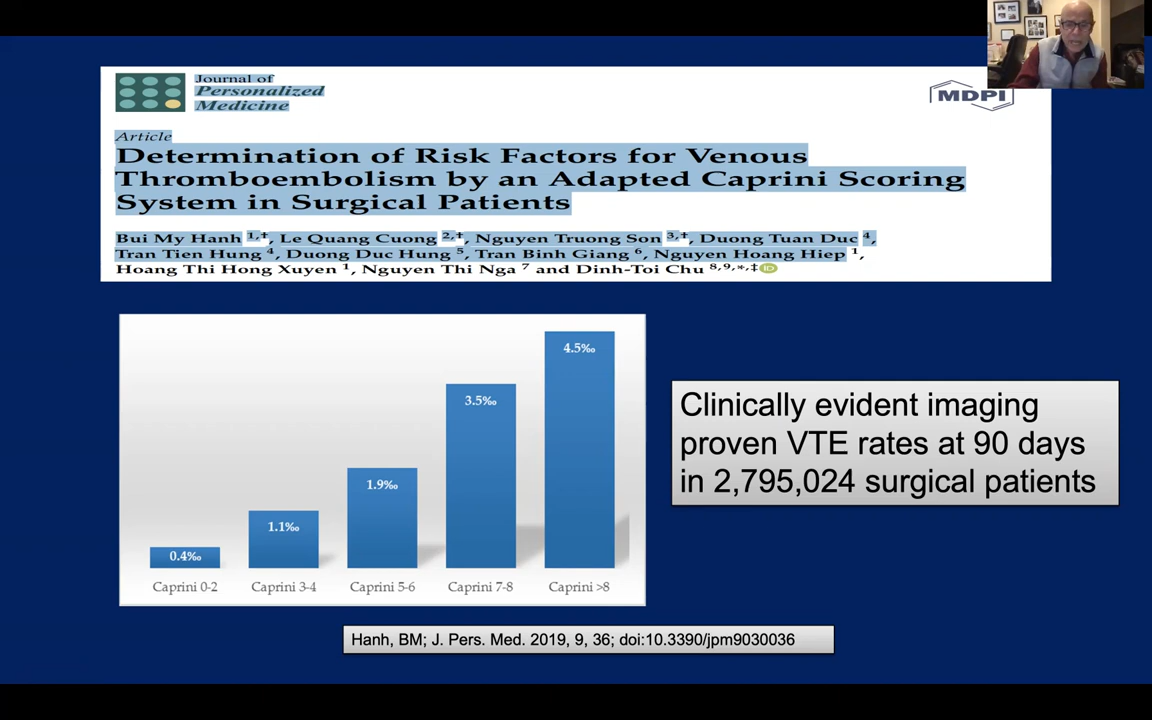 Journal of
Personalized
Medicine
MDPI
Article
Determination of Risk Factors for Venous
Thromboembolism by an Adapted Caprini Scoring
System in Surgical Patients
Bui My Hanh 1,†, Le Quang Cuong 2,†, Nguyen Truong Son 3,†, Duong Tuan Duc 4,
Tran Tien Hung 4, Duong Duc Hung 5, Tran Binh Giang 6, Nguyen Hoang Hiep 1,
Hoang Thi Hong Xuyen 1, Nguyen Thi Nga 7 and Dinh-Toi Chu 8,9,*,‡ iD
4.5‰
3.5‰
1.9‰
1.1‰
0.4‰
Caprini 0-2 Caprini 3-4 Caprini 5-6 Caprini 7-8 Caprini >8
Clinically evident imaging
proven VTE rates at 90 days
in 2,795,024 surgical patients
Hanh, BM; J. Pers. Med. 2019, 9, 36; doi:10.3390/jpm9030036